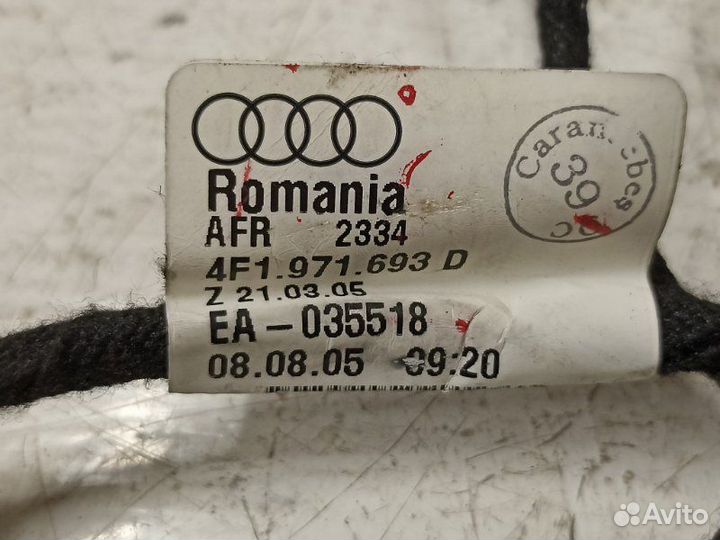 Romania
AFR 2334
4F1.971.693 D
Z 21.03.05
EA-035518
08.08.05 09:20
39
Avito